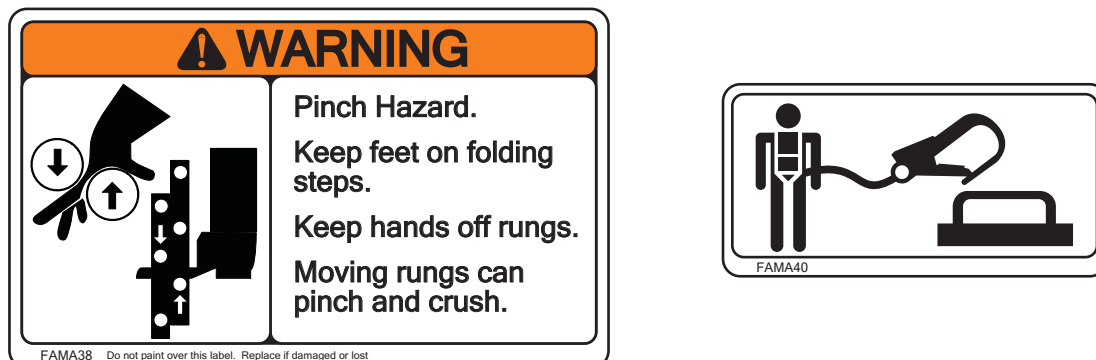 WARNING
Pinch Hazard.
Keep feet on folding
steps.
Keep hands off rungs.
Moving rungs can
pinch and crush.
FAMA38 Do not paint over this label. Replace if damaged or lost
FAMA40